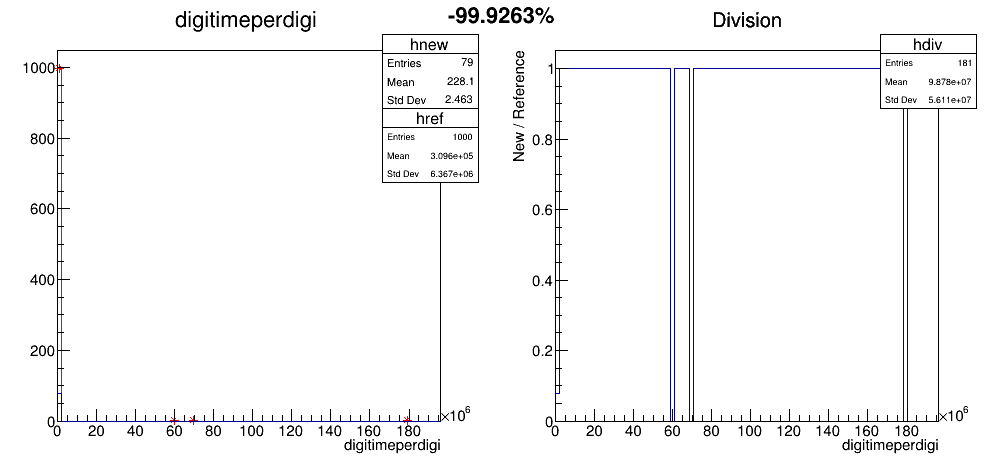 -99.9263%
digitimeperdigi
hnew
Entries 79
Mean 228.1
Std Dev 2.463
href
Entries 1000
Mean 3.096e+05
Std Dev 6.367e+06
1000
800
600
400
200
0
0 20 40 60 80 100 120 140 160 180 ×10^6
digitimeperdigi
Division
hdiv
Entries 181
Mean 9.878e+07
Std Dev 5.611e+07
New / Reference
1
0.8
0.6
0.4
0.2
0
0 20 40 60 80 100 120 140 160 180 ×10^6
digitimeperdigi